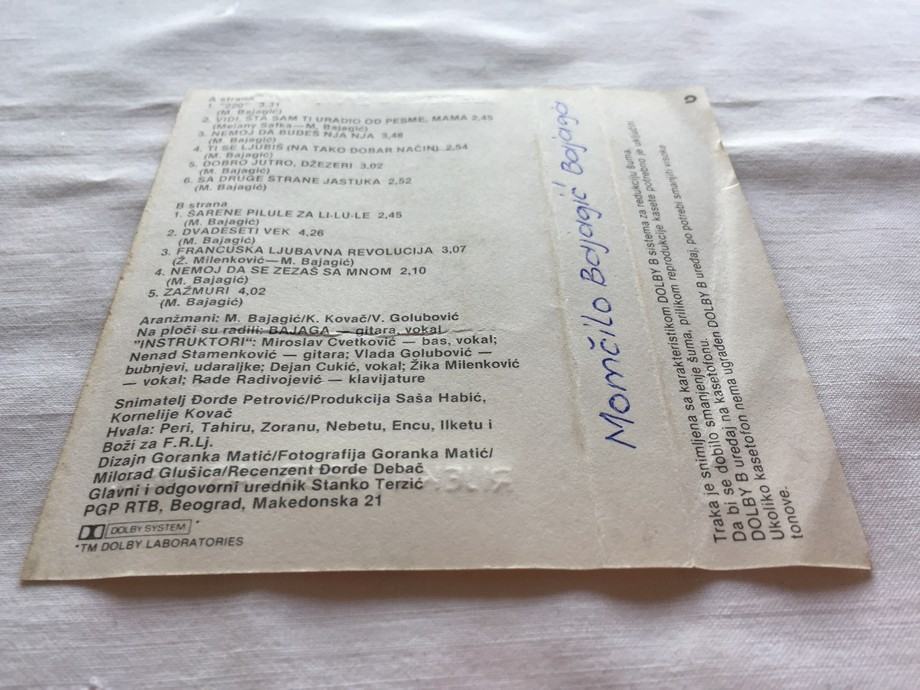 A strana
1. "220" 3.31
(M. Bajagić)
2. VIDI, ŠTA SAM TI URADIO OD PESME, MAMA 2,45
(Melany Safka — M. Bajagić)
3. NEMOJ DA BUDEŠ NJA NJA 3,48
(M. Bajagić)
4. TI SE LJUBIŠ (NA TAKO DOBAR NAČIN) 2.54
(M. Bajagić)
5. DOBRO JUTRO, DŽEZERI 3.02
(M. Bajagić)
6. SA DRUGE STRANE JASTUKA 2,52
(M. Bajagić)
B strana
1. ŠARENE PILULE ZA LI-LU-LE 2,45
(M. Bajagić)
2. DVADESETI VEK 4,26
(M. Bajagić)
3. FRANCUSKA LJUBAVNA REVOLUCIJA 3,07
(Ž. Milenković — M. Bajagić)
4. NEMOJ DA SE ZEZAŠ SA MNOM 2,10
(M. Bajagić)
5. ZAŽMURI 4,02
(M. Bajagić)
Aranžmani: M. Bajagić/K. Kovač/V. Golubović
Na ploči su radili: BAJAGA — gitara, vokal
"INSTRUKTORI": Miroslav Cvetković — bas, vokal;
Nenad Stamenković — gitara; Vlada Golubović —
bubnjevi, udaraljke; Dejan Cukić, vokal; Žika Milenković
— vokal; Rade Radivojević — klavijature
Snimatelj Đorđe Petrović/Produkcija Saša Habić,
Kornelije Kovač
Hvala: Peri, Tahiru, Zoranu, Nebetu, Encu, Ilketu i
Boži za F.R.Lj.
Dizajn Goranka Matić/Fotografija Goranka Matić/
Milorad Glušica/Recenzent Đorđe Debač
Glavni i odgovorni urednik Stanko Terzić
PGP RTB, Beograd, Makedonska 21
DOLBY SYSTEM *
*TM DOLBY LABORATORIES
Momčilo Bajagić Bajaga
Traka je snimljena sa karakteristikom DOLBY B sistema za redukciju šuma.
Da bi se dobilo smanjenje šuma, prilikom reprodukcije kasete potrebno je uključiti
DOLBY B uređaj na kasetofonu.
Ukoliko kasetofon nema ugrađen DOLBY B uređaj, po potrebi smanjiti visoke
tonove.